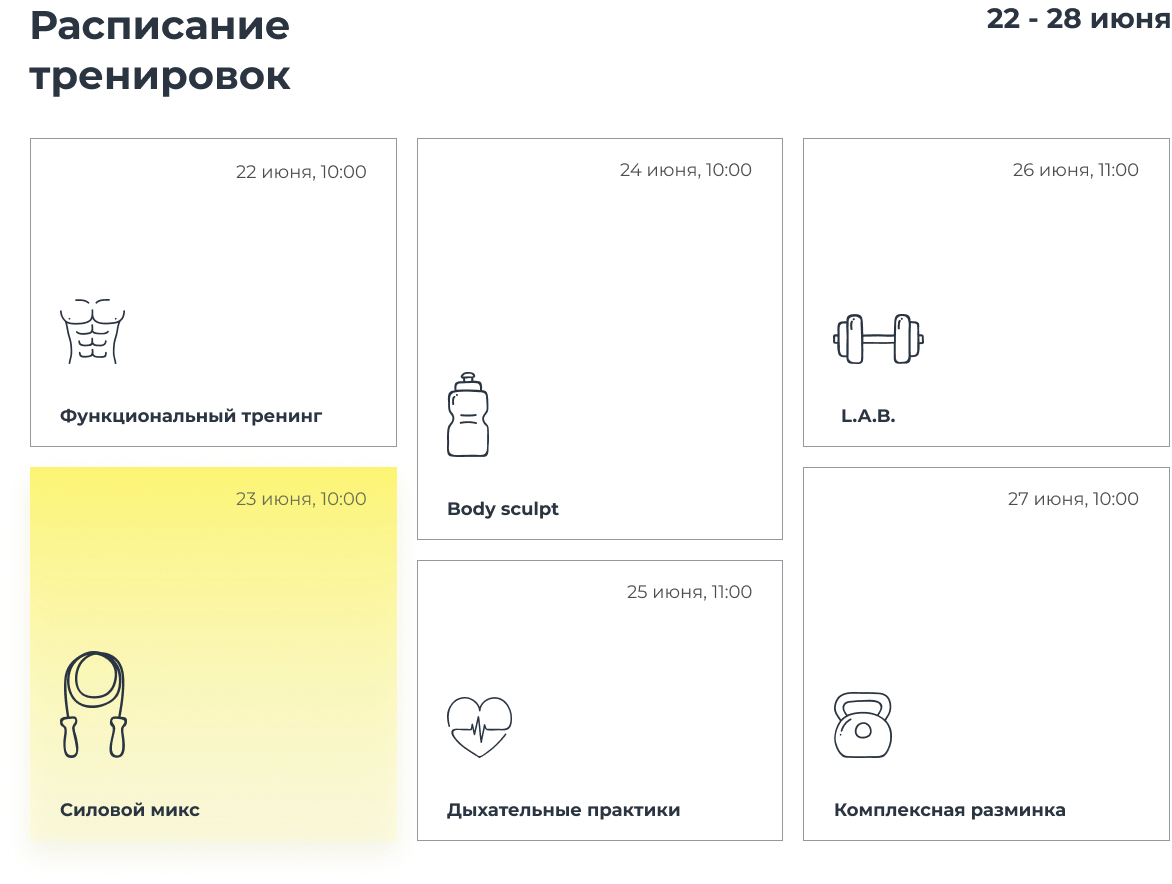 Расписание
тренировок
22 - 28 июня
22 июня, 10:00
Функциональный тренинг
23 июня, 10:00
Силовой микс
24 июня, 10:00
Body sculpt
25 июня, 11:00
Дыхательные практики
26 июня, 11:00
L.A.B.
27 июня, 10:00
Комплексная разминка